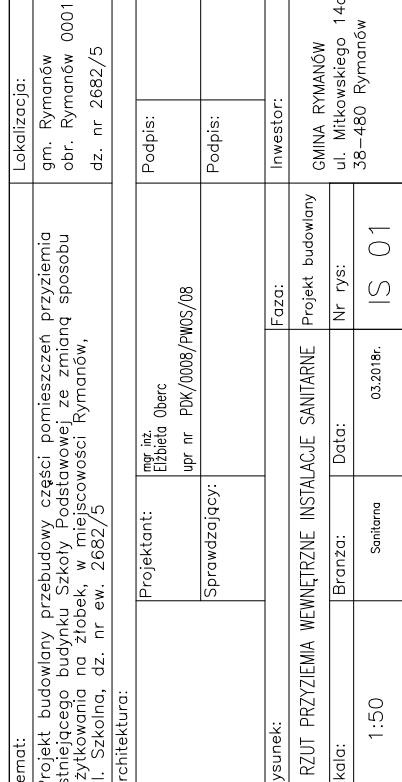 emat:
rojekt budowlany przebudowy części pomieszczeń przyziemia
stniejącego budynku Szkoły Podstawowej ze zmianą sposobu
żytkowania na żłobek, w miejscowości Rymanów,
l. Szkolna, dz. nr ew. 2682/5
Lokalizacja:
gm. Rymanów
obr. Rymanów 0001
dz. nr 2682/5
rchitektura:
Projektant:
mgr inż.
Elżbieta Oberc
upr nr PDK/0008/PWOS/08
Podpis:
Sprawdzający:
Podpis:
ysunek:
RZUT PRZYZIEMIA WEWNĘTRZNE INSTALACJE SANITARNE
Faza:
Projekt budowlany
Inwestor:
GMINA RYMANÓW
ul. Mitkowskiego 14a
38-480 Rymanów
kala:
1:50
Branża:
Sanitarna
Data:
03.2018r.
Nr rys:
IS 01